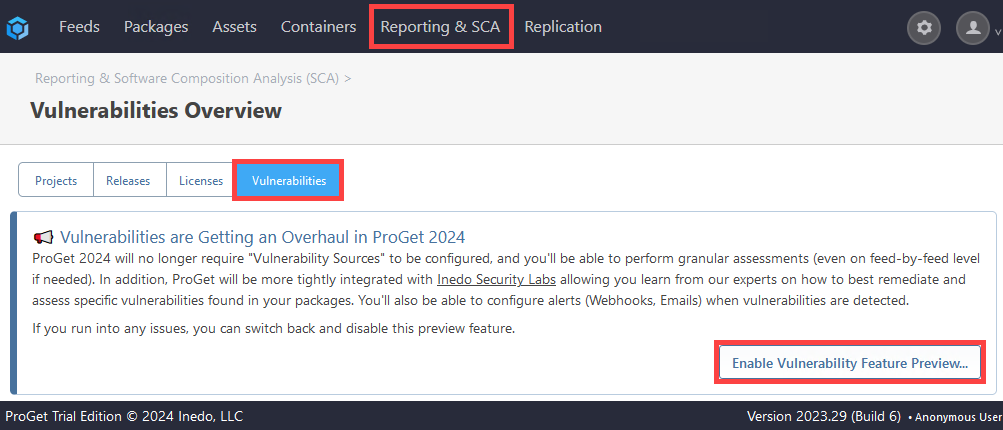 Feeds Packages Assets Containers Reporting & SCA Replication
Reporting & Software Composition Analysis (SCA) >
Vulnerabilities Overview
Projects Releases Licenses Vulnerabilities
Vulnerabilities are Getting an Overhaul in ProGet 2024
ProGet 2024 will no longer require "Vulnerability Sources" to be configured, and you'll be able to perform granular assessments (even on feed-by-feed level
if needed). In addition, ProGet will be more tightly integrated with Inedo Security Labs allowing you learn from our experts on how to best remediate and
assess specific vulnerabilities found in your packages. You'll also be able to configure alerts (Webhooks, Emails) when vulnerabilities are detected.
If you run into any issues, you can switch back and disable this preview feature.
Enable Vulnerability Feature Preview...
ProGet Trial Edition © 2024 Inedo, LLC Version 2023.29 (Build 6) • Anonymous User